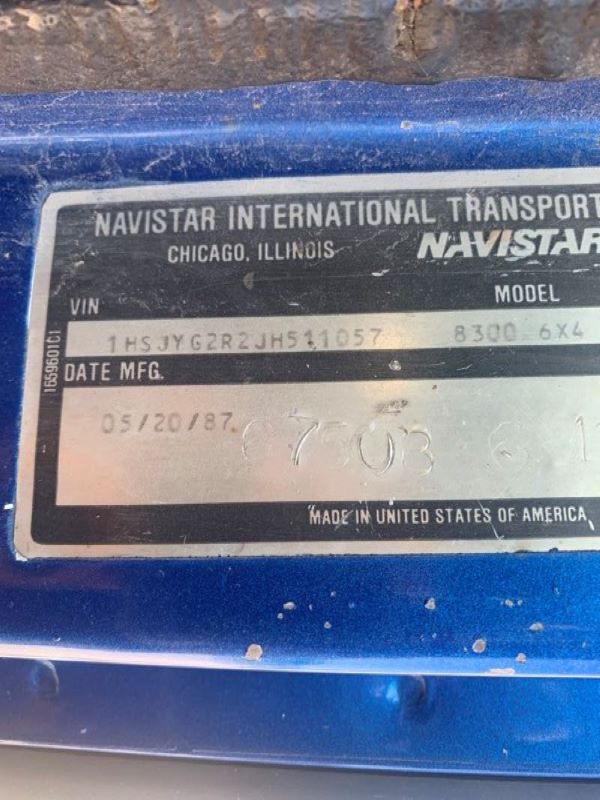 NAVISTAR INTERNATIONAL TRANSPORT
CHICAGO, ILLINOIS
NAVISTAR
VIN
MODEL
1HSJYG2R2JH511057
8300 6X4
1659601C1
DATE MFG.
05/20/87
MADE IN UNITED STATES OF AMERICA